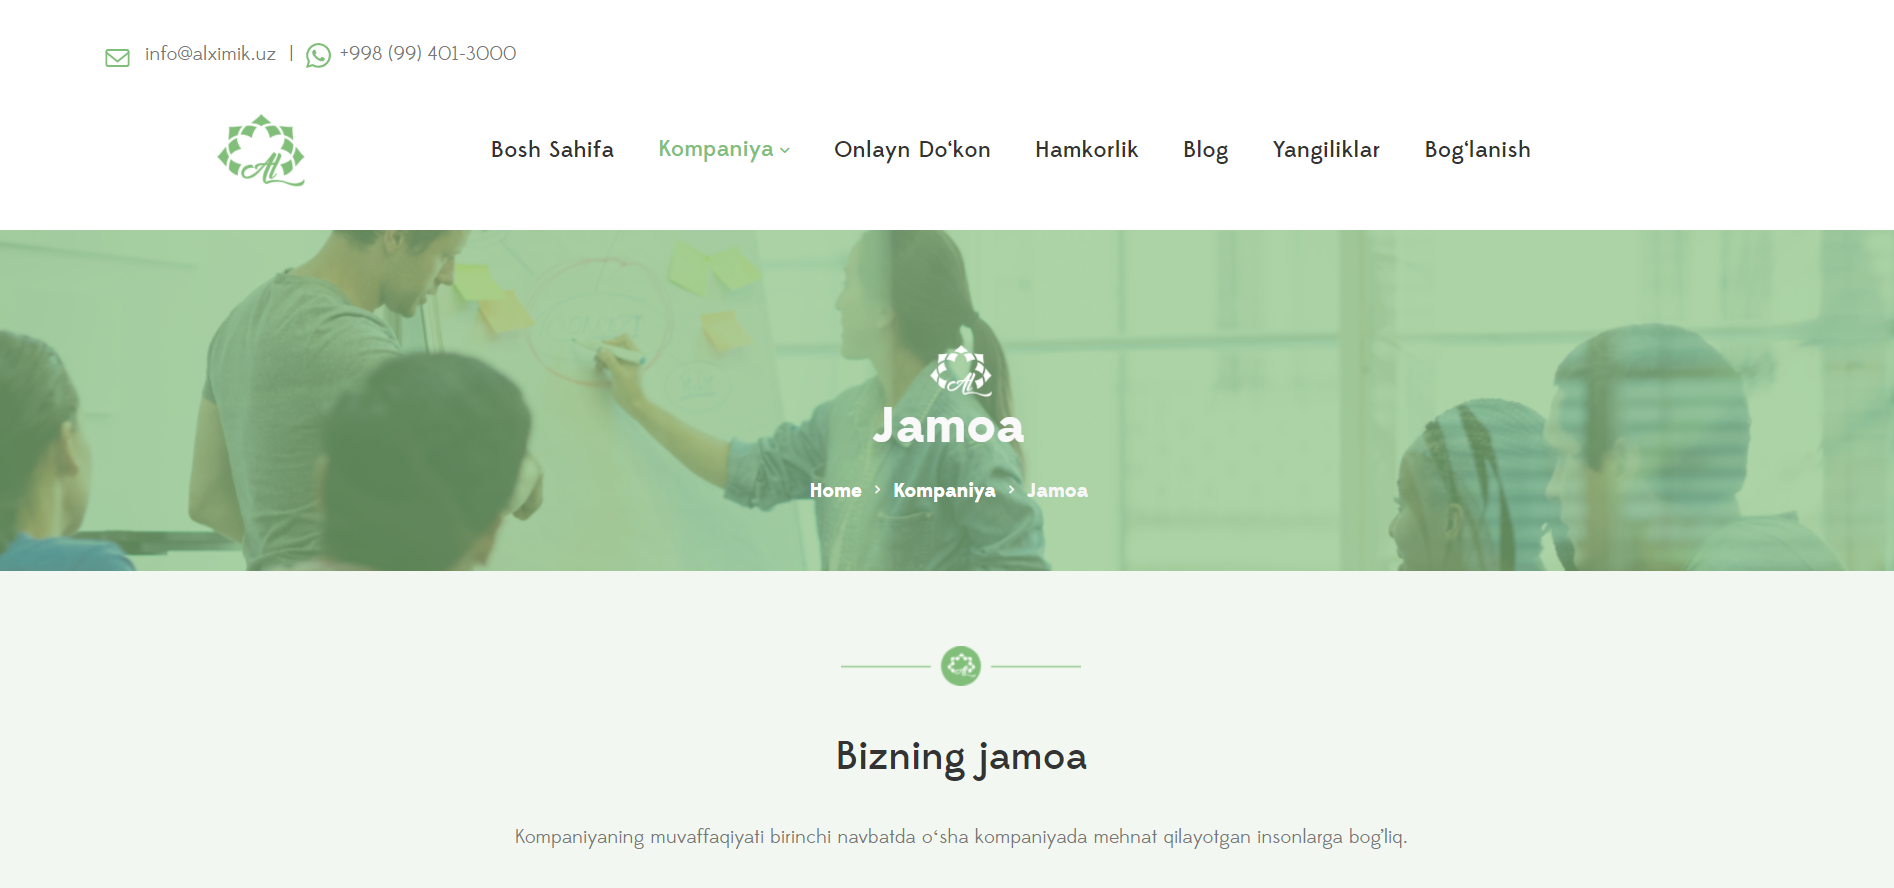 info@alximik.uz | +998 (99) 401-3000
Al
Bosh Sahifa Kompaniya Onlayn Do‘kon Hamkorlik Blog Yangiliklar Bog‘lanish
Al
Jamoa
Home > Kompaniya > Jamoa
Bizning jamoa
Kompaniyaning muvaffaqiyati birinchi navbatda o‘sha kompaniyada mehnat qilayotgan insonlarga bog’liq.